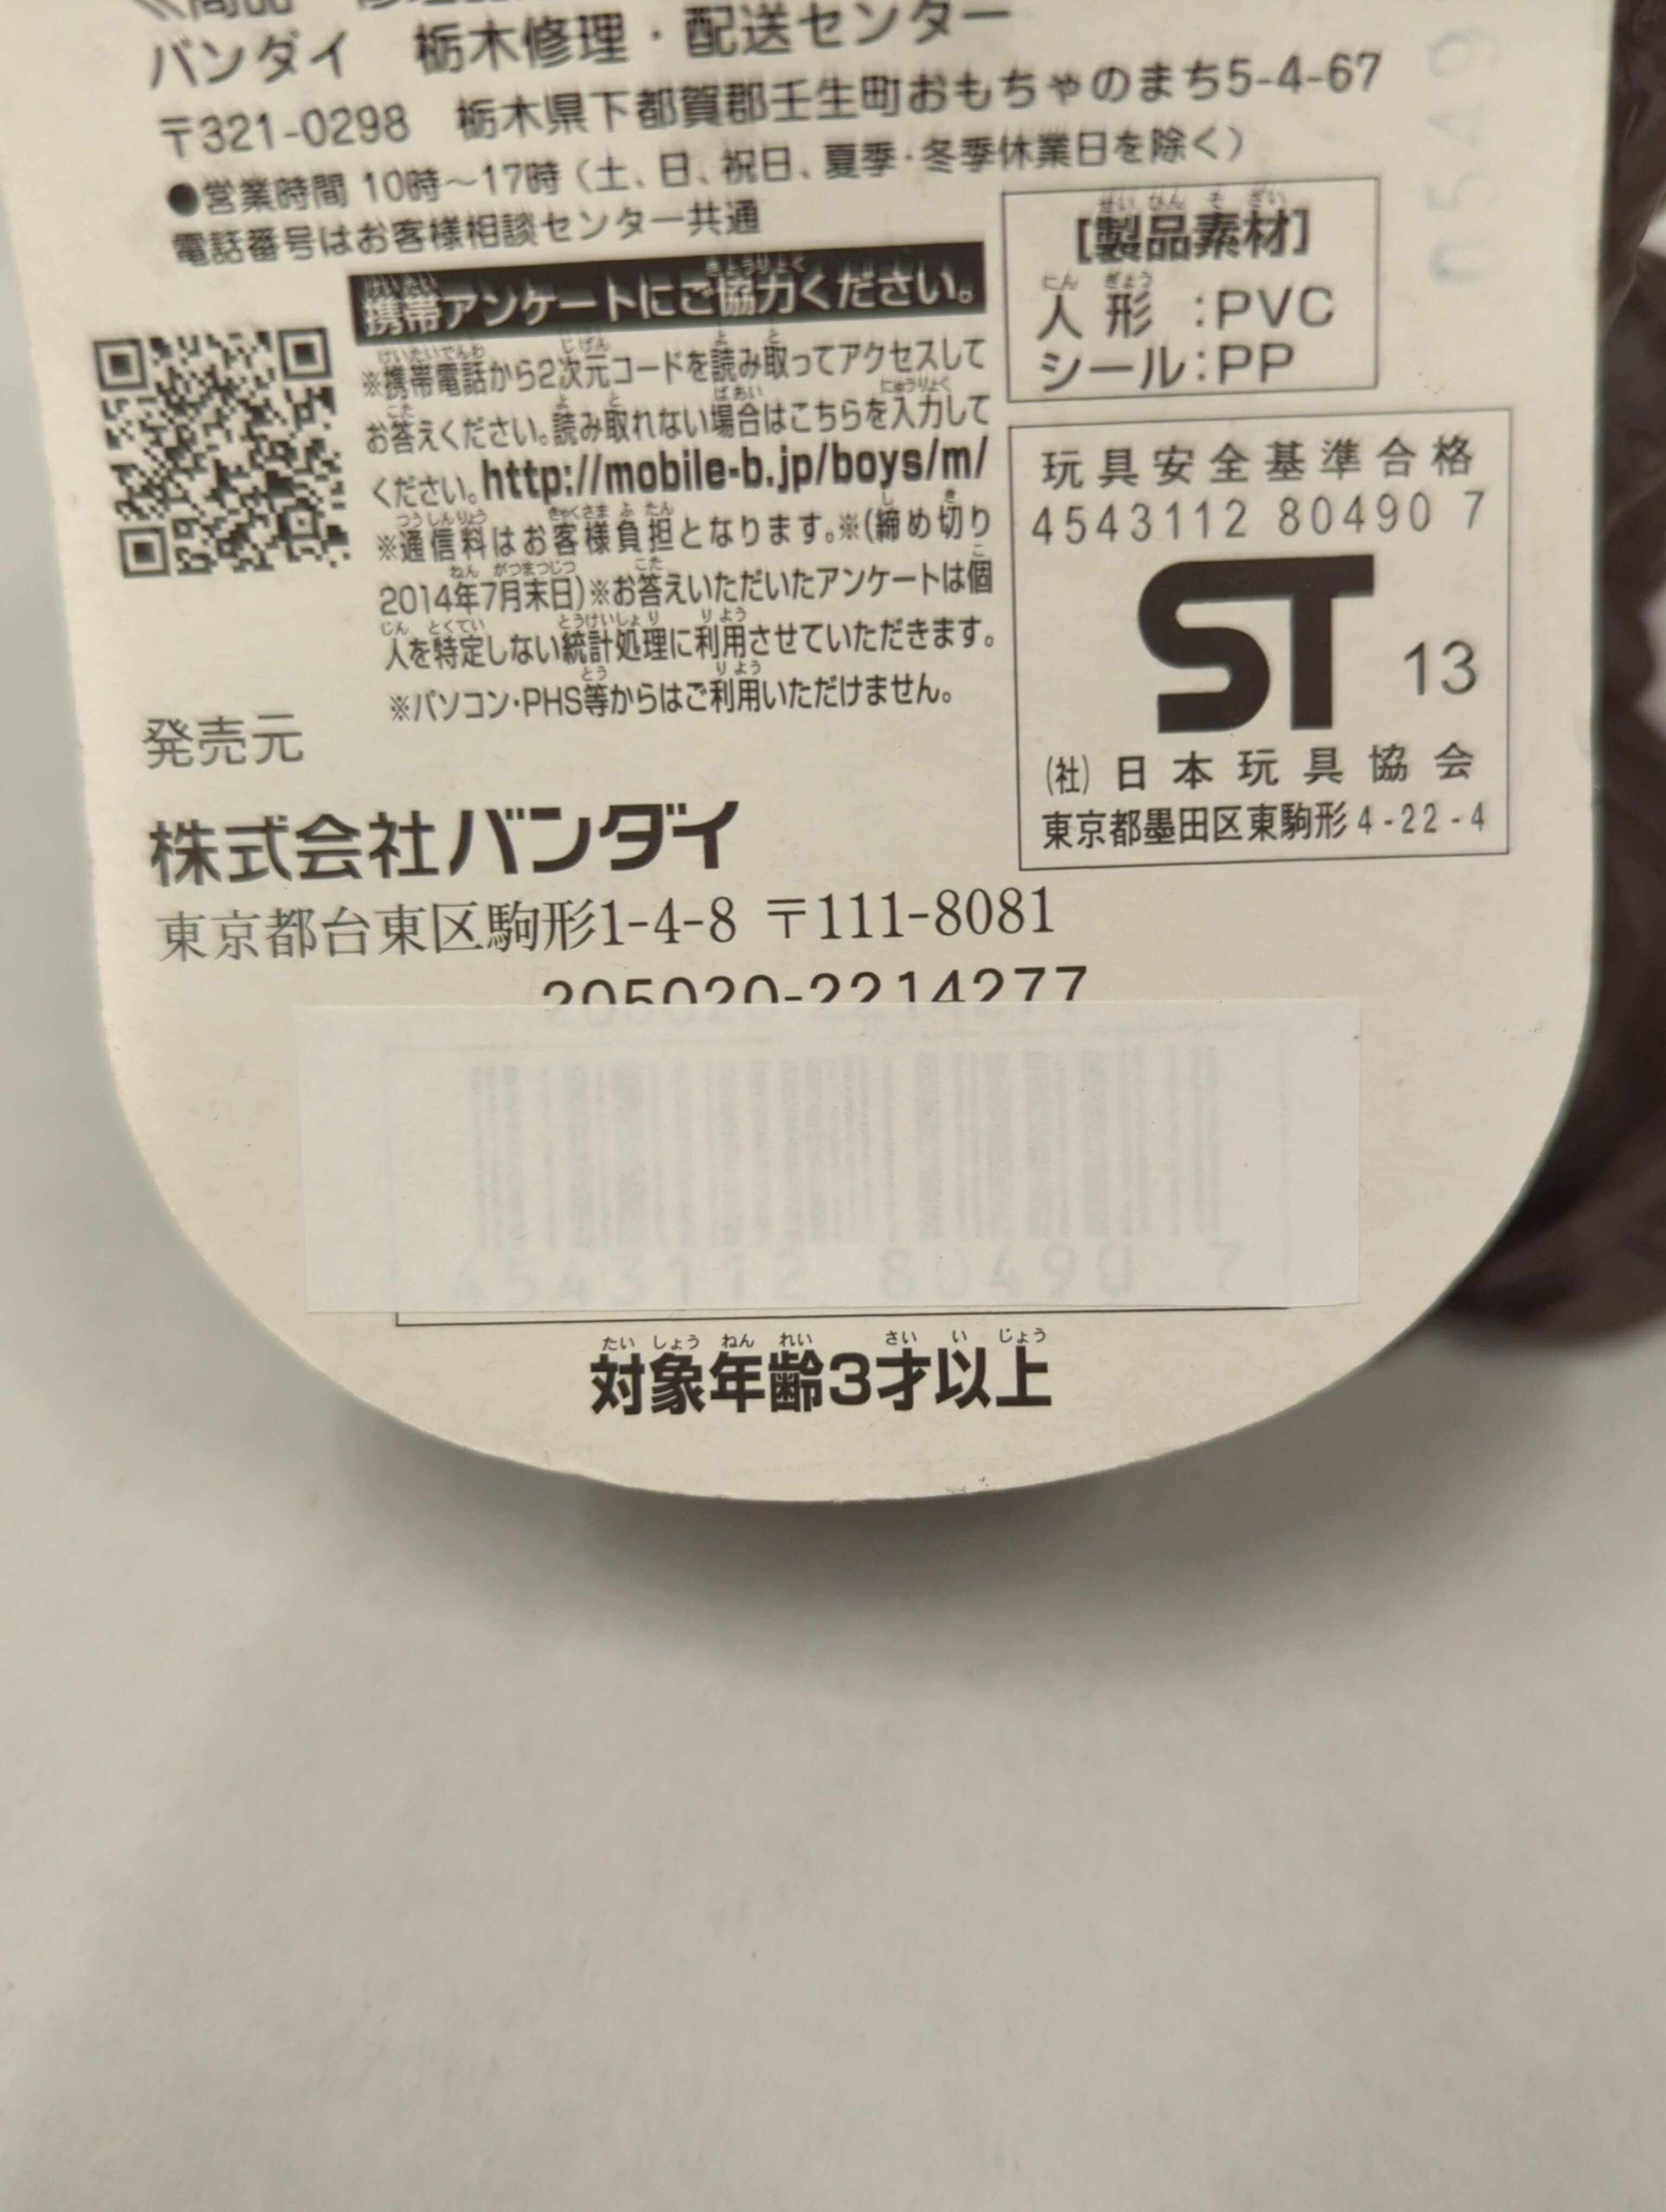 バンダイ 栃木修理・配送センター
〒321-0298 栃木県下都賀郡壬生町おもちゃのまち5-4-67
●営業時間 10時～17時（土、日、祝日、夏季・冬季休業日を除く）
電話番号はお客様相談センター共通
携帯アンケートにご協力ください。
※携帯電話から2次元コードを読み取ってアクセスして
お答えください。読み取れない場合はこちらを入力して
ください。http://mobile-b.jp/boys/m/
※通信料はお客様負担となります。※(締め切り
2014年7月末日)※お答えいただいたアンケートは個
人を特定しない統計処理に利用させていただきます。
※パソコン・PHS等からはご利用いただけません。
[製品素材]
人形：PVC
シール：PP
玩具安全基準合格
4543112 80490 7
ST 13
(社)日本玩具協会
東京都墨田区東駒形4-22-4
発売元
株式会社バンダイ
東京都台東区駒形1-4-8 〒111-8081
205020-2214277
4543112 80490 7
対象年齢3才以上